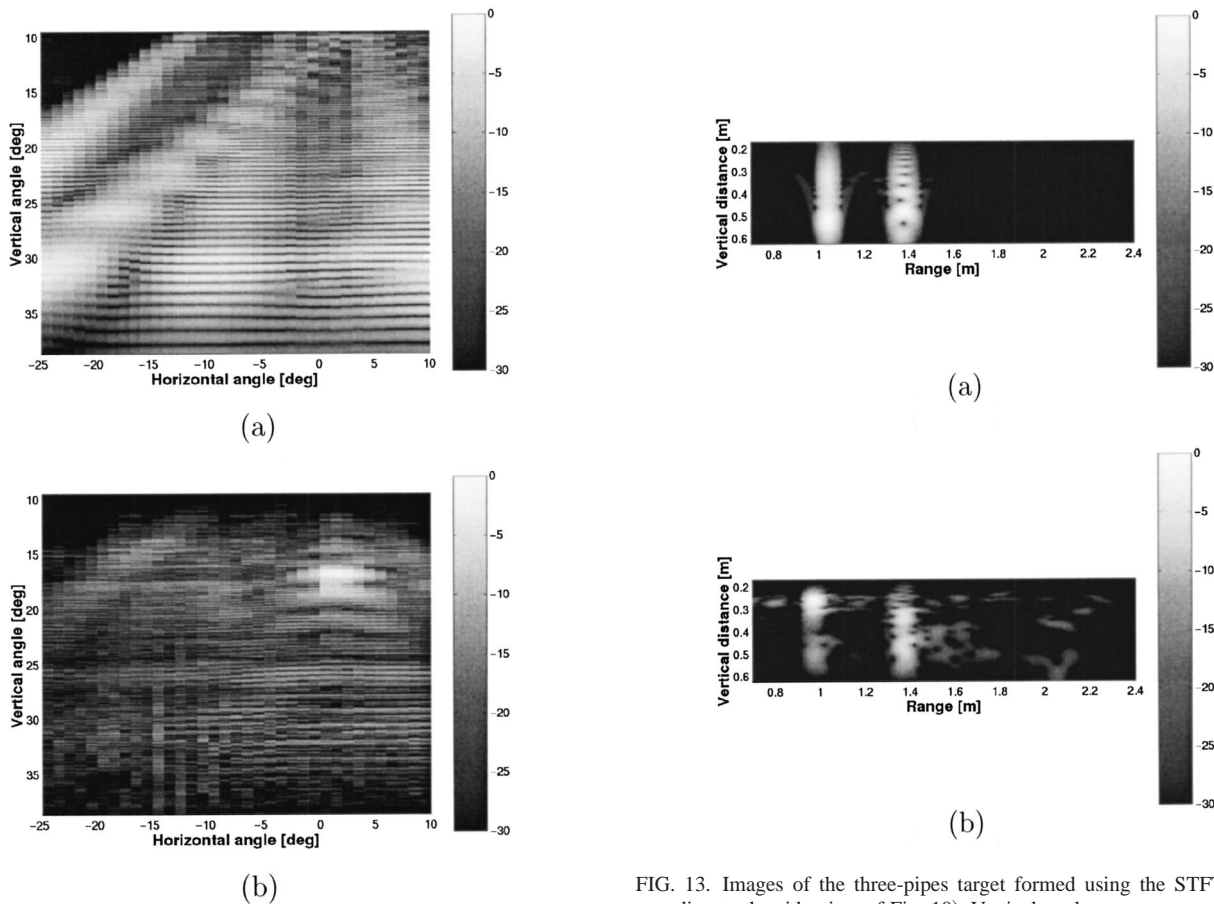 0
10
-5
15
-10
20
Vertical angle [deg]
-15
25
-20
30
-25
35
-30
-25 -20 -15 -10 -5 0 5 10
Horizontal angle [deg]
(a)
0
10
-5
15
-10
20
Vertical angle [deg]
-15
25
-20
30
-25
35
-30
-25 -20 -15 -10 -5 0 5 10
Horizontal angle [deg]
(b)
0
-5
-10
Vertical distance [m]
0.2
0.3
0.4
0.5
0.6
-15
-20
-25
-30
0.8 1 1.2 1.4 1.6 1.8 2 2.2 2.4
Range [m]
(a)
0
-5
-10
Vertical distance [m]
0.2
0.3
0.4
0.5
0.6
-15
-20
-25
-30
0.8 1 1.2 1.4 1.6 1.8 2 2.2 2.4
Range [m]
(b)
FIG. 13. Images of the three-pipes target formed using the STF